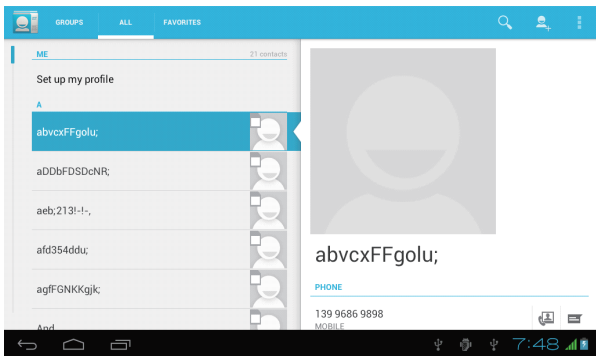 GROUPS ALL FAVORITES
ME 21 contacts
Set up my profile
A
abvcxFFgolu;
aDDbFDSDcNR;
aeb;213!-!-,
afd354ddu;
agfFGNKKgjk;
And
abvcxFFgolu;
PHONE
139 9686 9898
MOBILE
7:48